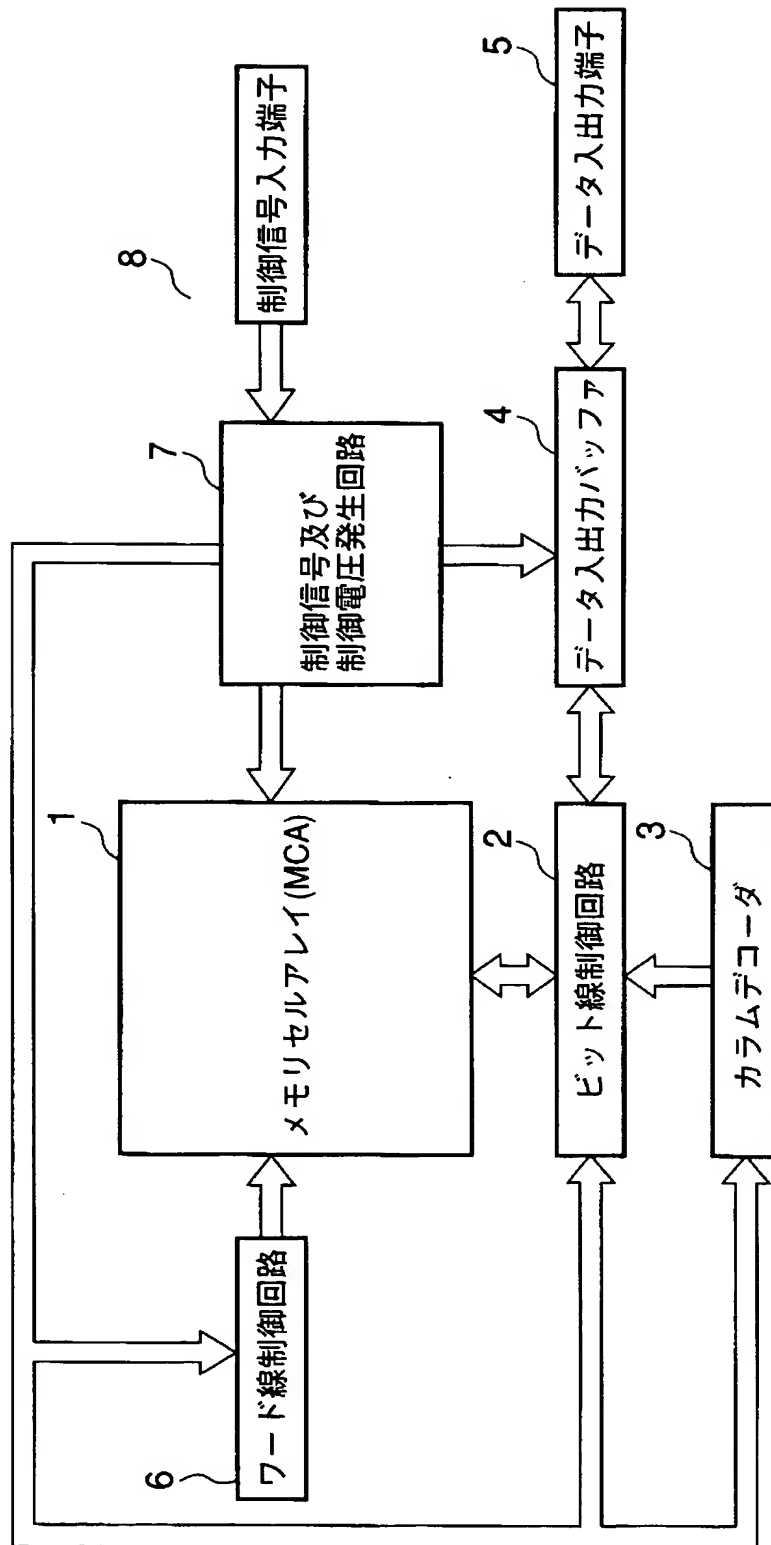 8
制御信号入力端子
7
制御信号及び
制御電圧発生回路
1
メモリセルアレイ(MCA)
6
ワード線制御回路
5
データ入出力端子
4
データ入出力バッファ
2
ビット線制御回路
3
カラムデコーダ